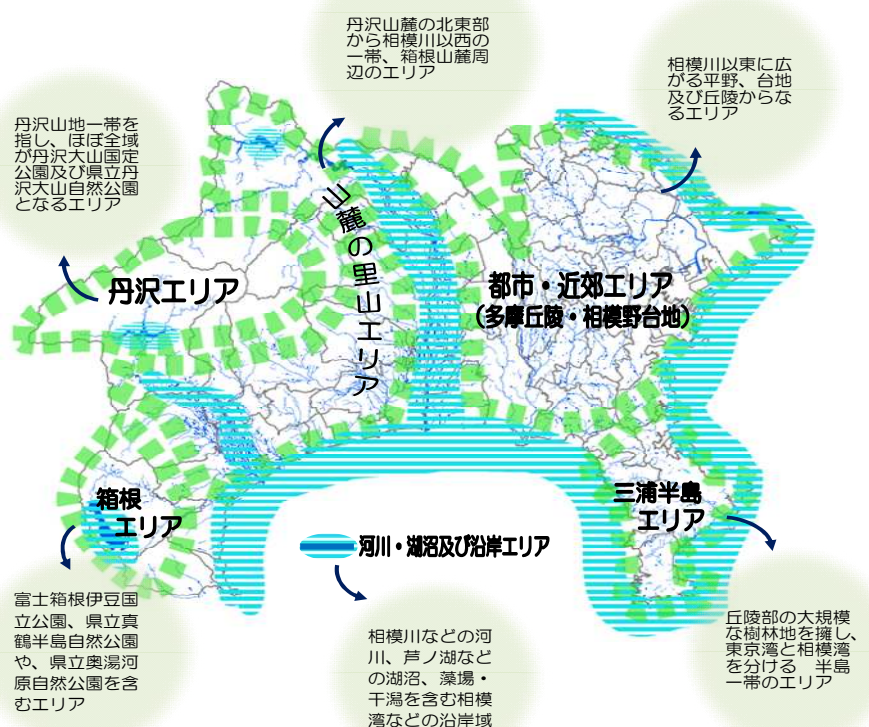 丹沢山麓の北東部
から相模川以西の
一帯、箱根山麓周
辺のエリア
相模川以東に広
がる平野、台地
及び丘陵からな
るエリア
丹沢山地一帯を
指し、ほぼ全域
が丹沢大山国定
公園及び県立丹
沢大山自然公園
となるエリア
山麓の里山エリア
丹沢エリア
都市・近郊エリア
(多摩丘陵・相模野台地)
箱根
エリア
三浦半島
エリア
河川・湖沼及び沿岸エリア
富士箱根伊豆国
立公園、県立真
鶴半島自然公園
や、県立奥湯河
原自然公園を含
むエリア
相模川などの河
川、芦ノ湖など
の湖沼、藻場・
干潟を含む相模
湾などの沿岸域
丘陵部の大規模
な樹林地を擁し、
東京湾と相模湾
を分ける 半島
一帯のエリア